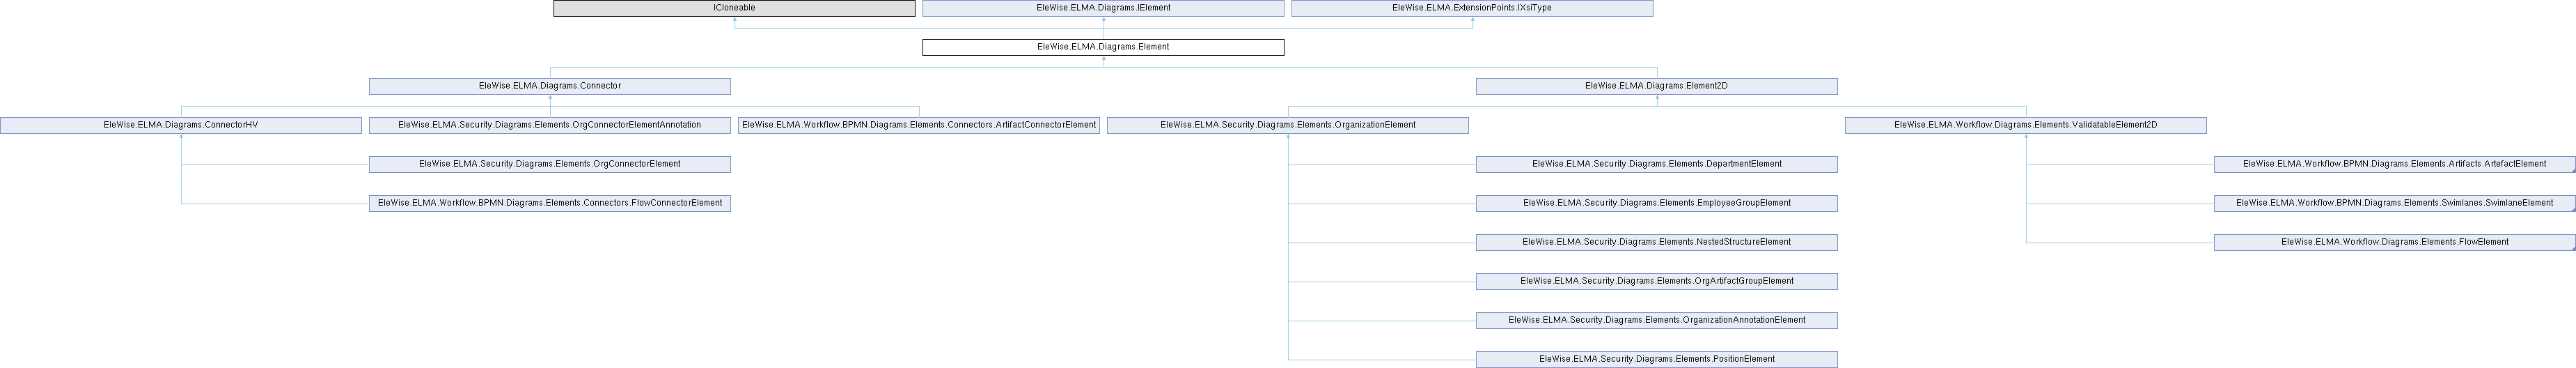 ICloneable
EleWise.ELMA.Diagrams.IElement
EleWise.ELMA.ExtensionPoints.IXsiType
EleWise.ELMA.Diagrams.Element
EleWise.ELMA.Diagrams.Connector
EleWise.ELMA.Diagrams.Element2D
EleWise.ELMA.Diagrams.ConnectorHV
EleWise.ELMA.Security.Diagrams.Elements.OrgConnectorElementAnnotation
EleWise.ELMA.Workflow.BPMN.Diagrams.Elements.Connectors.ArtifactConnectorElement
EleWise.ELMA.Security.Diagrams.Elements.OrganizationElement
EleWise.ELMA.Workflow.Diagrams.Elements.ValidatableElement2D
EleWise.ELMA.Security.Diagrams.Elements.OrgConnectorElement
EleWise.ELMA.Security.Diagrams.Elements.DepartmentElement
EleWise.ELMA.Workflow.BPMN.Diagrams.Elements.Artifacts.ArtefactElement
EleWise.ELMA.Workflow.BPMN.Diagrams.Elements.Connectors.FlowConnectorElement
EleWise.ELMA.Security.Diagrams.Elements.EmployeeGroupElement
EleWise.ELMA.Workflow.BPMN.Diagrams.Elements.Swimlanes.SwimlaneElement
EleWise.ELMA.Security.Diagrams.Elements.NestedStructureElement
EleWise.ELMA.Workflow.Diagrams.Elements.FlowElement
EleWise.ELMA.Security.Diagrams.Elements.OrgArtifactGroupElement
EleWise.ELMA.Security.Diagrams.Elements.OrganizationAnnotationElement
EleWise.ELMA.Security.Diagrams.Elements.PositionElement